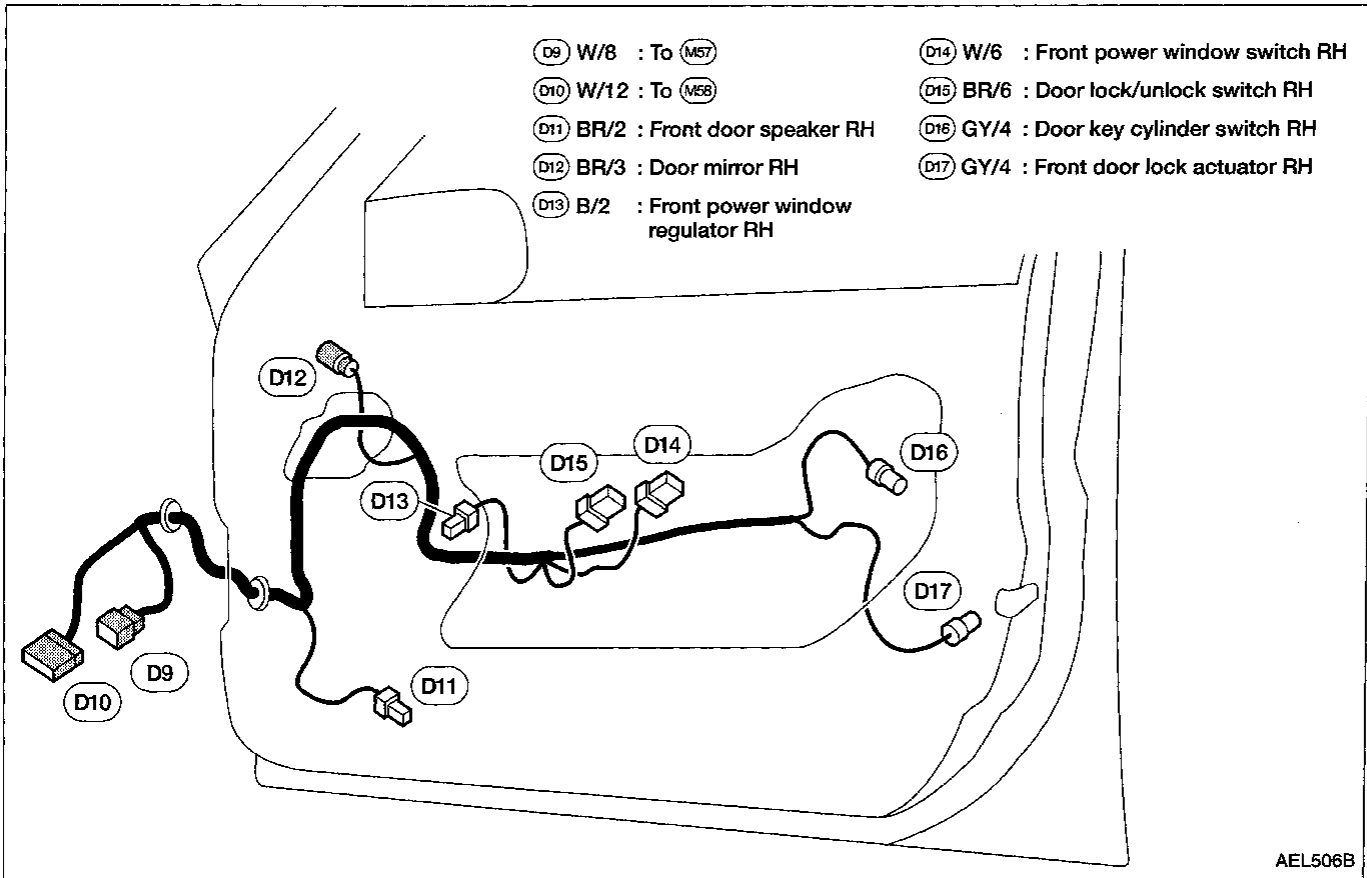 D9 W/8 : To M57
D10 W/12 : To M58
D11 BR/2 : Front door speaker RH
D12 BR/3 : Door mirror RH
D13 B/2 : Front power window
regulator RH
D14 W/6 : Front power window switch RH
D15 BR/6 : Door lock/unlock switch RH
D16 GY/4 : Door key cylinder switch RH
D17 GY/4 : Front door lock actuator RH
D12
D15
D14
D16
D13
D17
D9
D11
D10
AEL506B